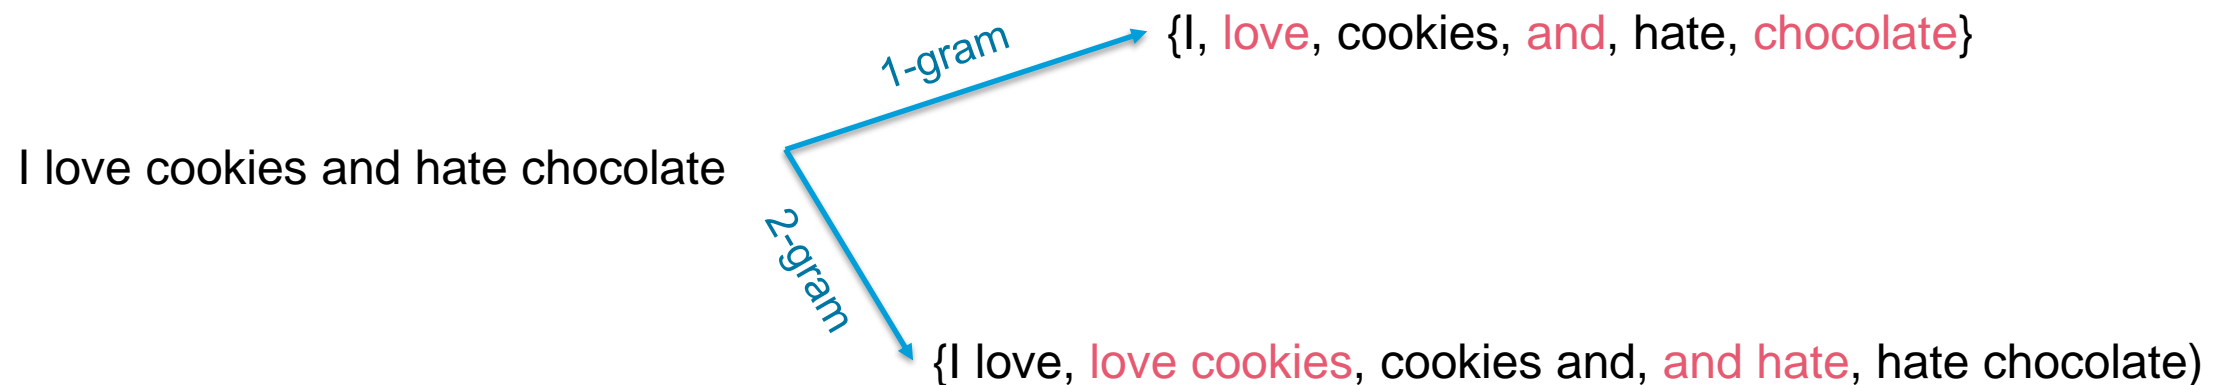 {I, love, cookies, and, hate, chocolate}
1-gram
I love cookies and hate chocolate
2-gram
{I love, love cookies, cookies and, and hate, hate chocolate)